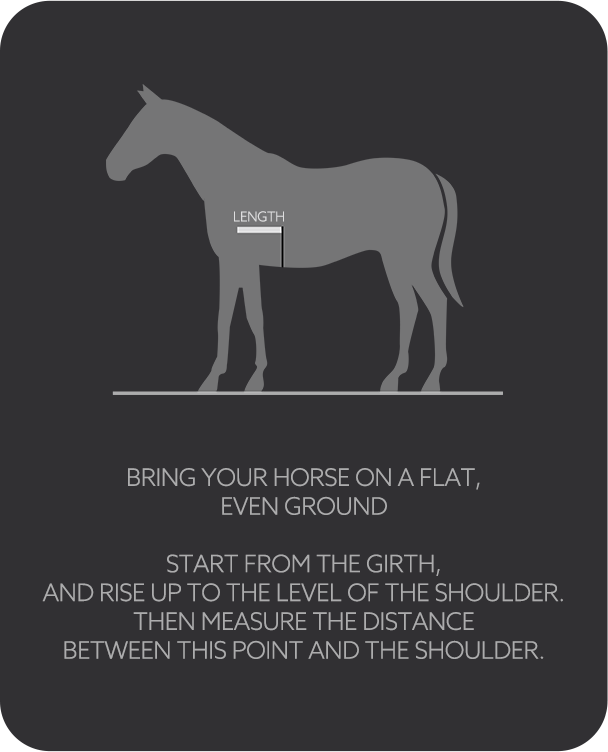 LENGTH
BRING YOUR HORSE ON A FLAT,
EVEN GROUND
START FROM THE GIRTH,
AND RISE UP TO THE LEVEL OF THE SHOULDER.
THEN MEASURE THE DISTANCE
BETWEEN THIS POINT AND THE SHOULDER.